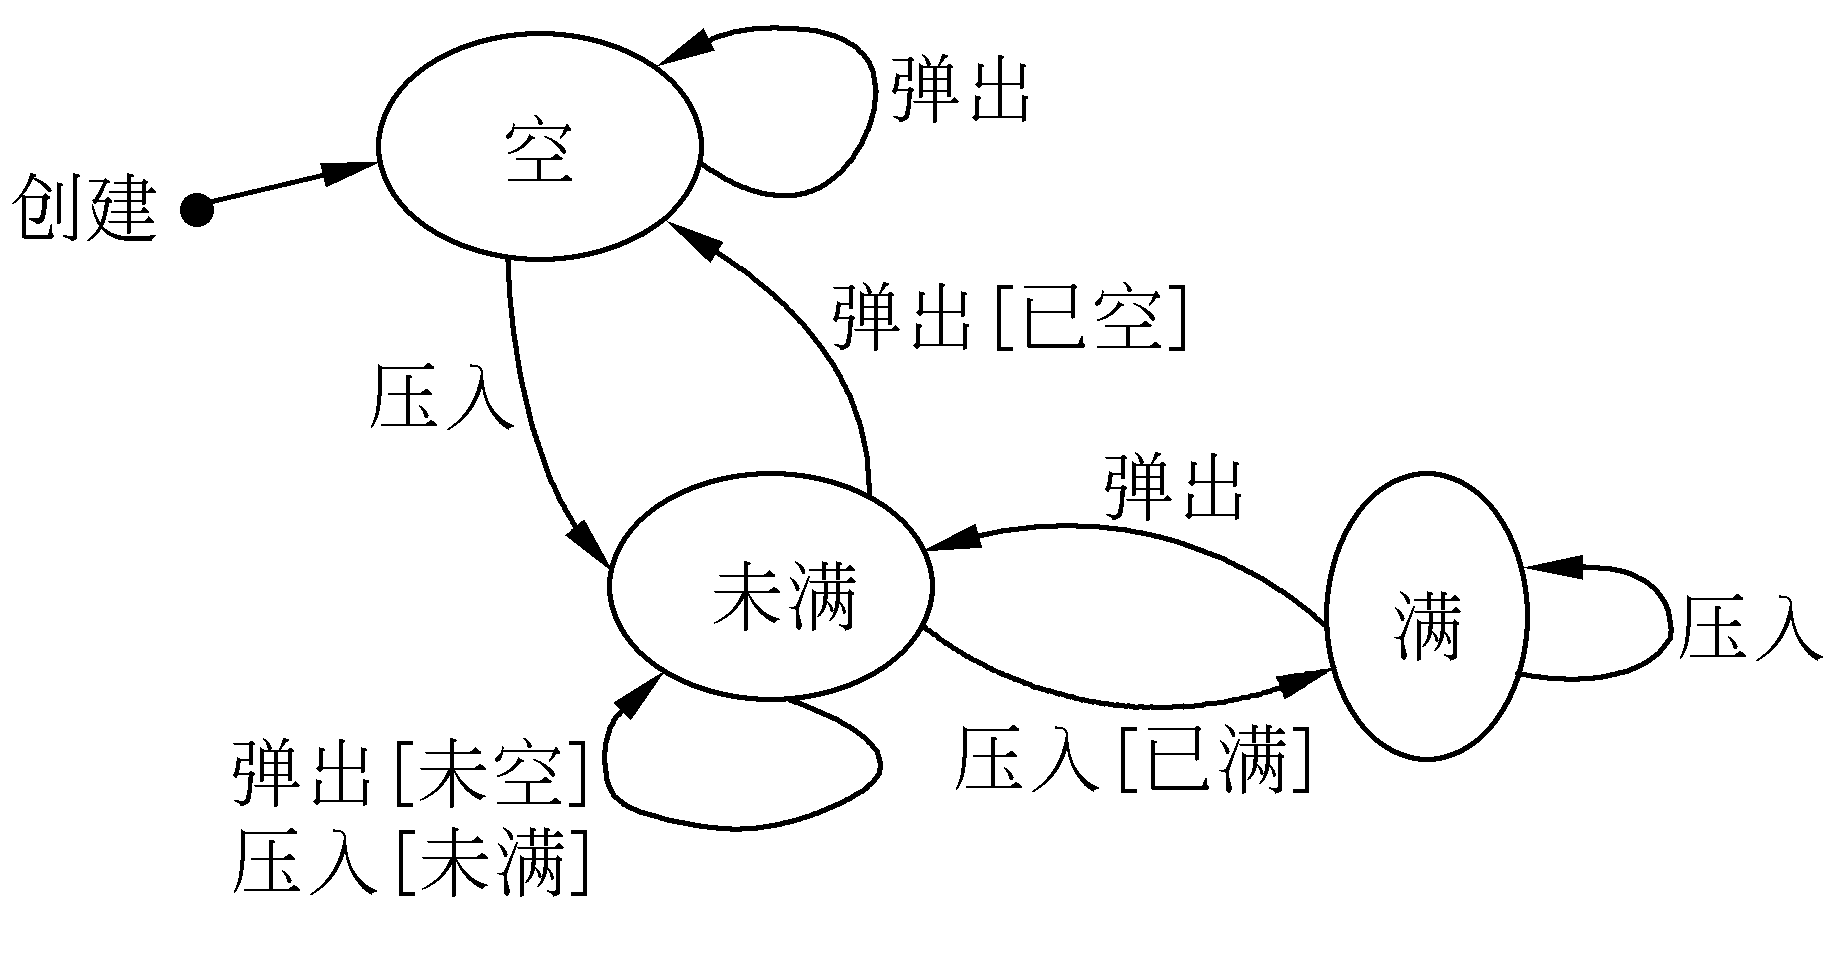 弹出
空
创建
弹出[已空]
压入
弹出
未满
满
压入
弹出[未空]
压入[已满]
压入[未满]